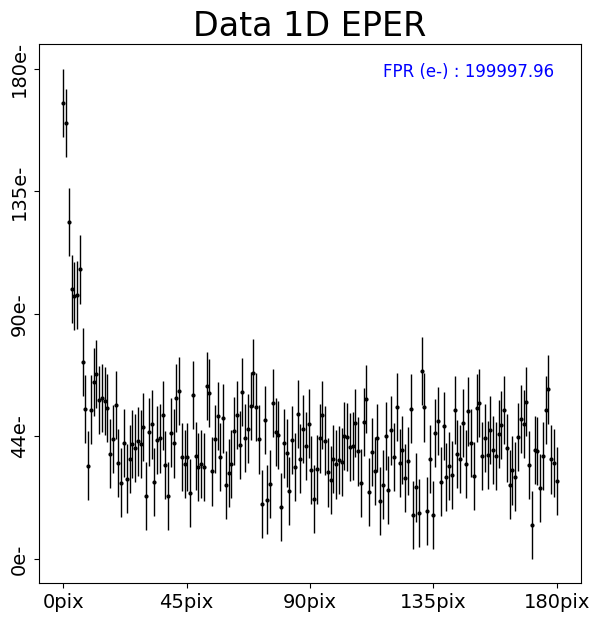 Data 1D EPER
FPR (e-) : 199997.96
180e-
135e-
90e-
44e-
0e-
0pix 45pix 90pix 135pix 180pix